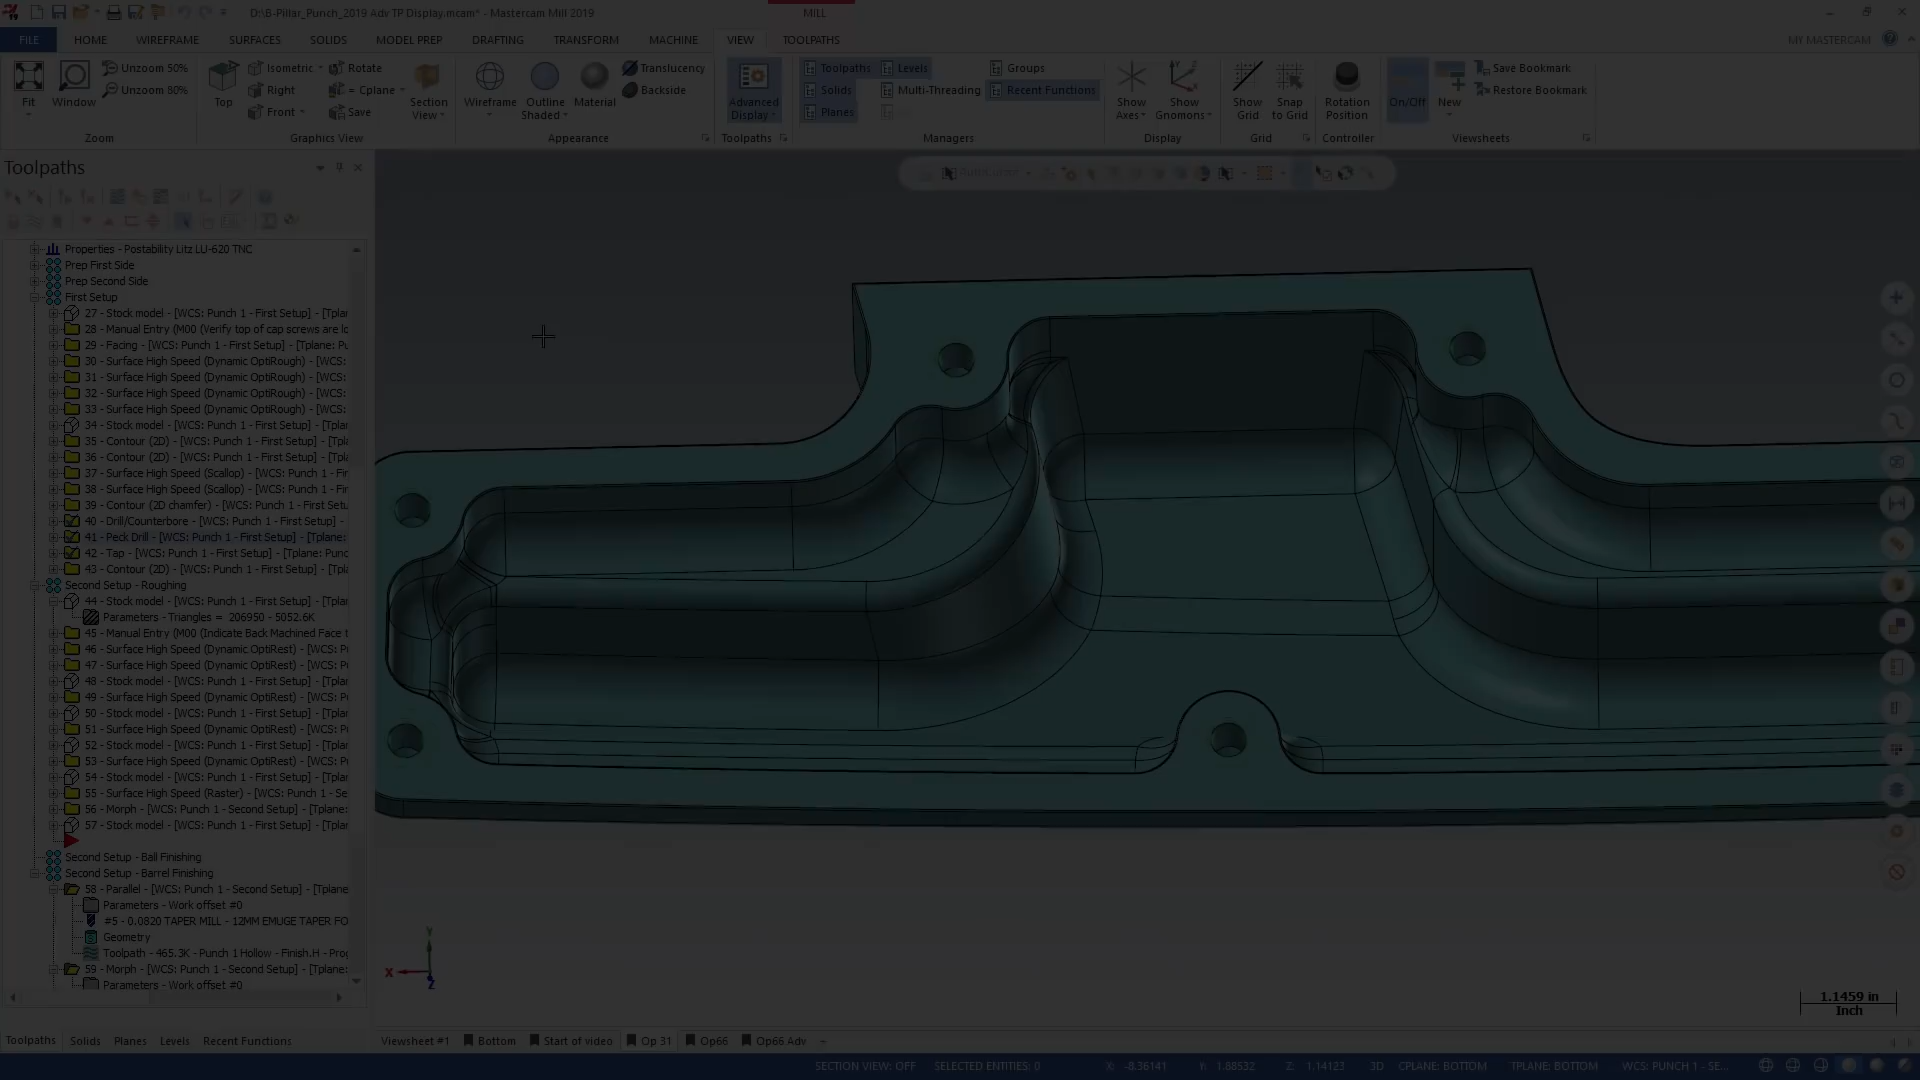 D:\B-Pillar_Punch_2019 Adv TP Display.mcam* - Mastercam Mill 2019
MILL
FILE HOME WIREFRAME SURFACES SOLIDS MODEL PREP DRAFTING TRANSFORM MACHINE VIEW TOOLPATHS MY MASTERCAM
Fit Window Unzoom 50% Unzoom 80%
Zoom
Top Isometric Right Front Rotate = Cplane Save Section View
Graphics View
Wireframe Outline Shaded Material Translucency Backside
Appearance
Advanced Display
Toolpaths
Toolpaths Solids Planes Levels Multi-Threading Groups Recent Functions
Managers
Show Axes Show Gnomons
Display
Show Grid Snap to Grid
Grid
Rotation Position
Controller
On/Off New Save Bookmark Restore Bookmark
Viewsheets
Toolpaths
Properties - Postability Litz LU-620 TNC
Prep First Side
Prep Second Side
First Setup
27 - Stock model - [WCS: Punch 1 - First Setup] - [Tplar
28 - Manual Entry (M00 (Verify top of cap screws are lo
29 - Facing - [WCS: Punch 1 - First Setup] - [Tplane: Pu
30 - Surface High Speed (Dynamic OptiRough) - [WCS:
31 - Surface High Speed (Dynamic OptiRough) - [WCS:
32 - Surface High Speed (Dynamic OptiRough) - [WCS:
33 - Surface High Speed (Dynamic OptiRough) - [WCS:
34 - Stock model - [WCS: Punch 1 - First Setup] - [Tplar
35 - Contour (2D) - [WCS: Punch 1 - First Setup] - [Tpla
36 - Contour (2D) - [WCS: Punch 1 - First Setup] - [Tpla
37 - Surface High Speed (Scallop) - [WCS: Punch 1 - Fir
38 - Surface High Speed (Scallop) - [WCS: Punch 1 - Fir
39 - Contour (2D chamfer) - [WCS: Punch 1 - First Setu
40 - Drill/Counterbore - [WCS: Punch 1 - First Setup] -
41 - Peck Drill - [WCS: Punch 1 - First Setup] - [Tplane:
42 - Tap - [WCS: Punch 1 - First Setup] - [Tplane: Punc
43 - Contour (2D) - [WCS: Punch 1 - First Setup] - [Tpla
Second Setup - Roughing
44 - Stock model - [WCS: Punch 1 - First Setup] - [Tplar
Parameters - Triangles = 206950 - 5052.6K
45 - Manual Entry (M00 (Indicate Back Machined Face t
46 - Surface High Speed (Dynamic OptiRest) - [WCS: Pu
47 - Surface High Speed (Dynamic OptiRest) - [WCS: Pu
48 - Stock model - [WCS: Punch 1 - First Setup] - [Tplar
49 - Surface High Speed (Dynamic OptiRest) - [WCS: Pu
50 - Stock model - [WCS: Punch 1 - First Setup] - [Tplar
51 - Surface High Speed (Dynamic OptiRest) - [WCS: Pu
52 - Stock model - [WCS: Punch 1 - First Setup] - [Tplar
53 - Surface High Speed (Dynamic OptiRest) - [WCS: Pu
54 - Stock model - [WCS: Punch 1 - First Setup] - [Tplar
55 - Surface High Speed (Raster) - [WCS: Punch 1 - Se
56 - Morph - [WCS: Punch 1 - Second Setup] - [Tplane:
57 - Stock model - [WCS: Punch 1 - First Setup] - [Tplar
Second Setup - Ball Finishing
Second Setup - Barrel Finishing
58 - Parallel - [WCS: Punch 1 - Second Setup] - [Tplane
Parameters - Work offset #0
#5 - 0.0820 TAPER MILL - 12MM EMUGE TAPER FO
Geometry
Toolpath - 465.3K - Punch 1 Hollow - Finish.H - Prog
59 - Morph - [WCS: Punch 1 - Second Setup] - [Tplane:
Parameters - Work offset #0
Y
X
Z
1.1459 in
Inch
Toolpaths Solids Planes Levels Recent Functions
Viewsheet #1 Bottom Start of video Op 31 Op66 Op66 Adv
SECTION VIEW: OFF SELECTED ENTITIES: 0 X: -8.36141 Y: 1.88532 Z: 1.14123 3D CPLANE: BOTTOM TPLANE: BOTTOM WCS: PUNCH 1 - SE...